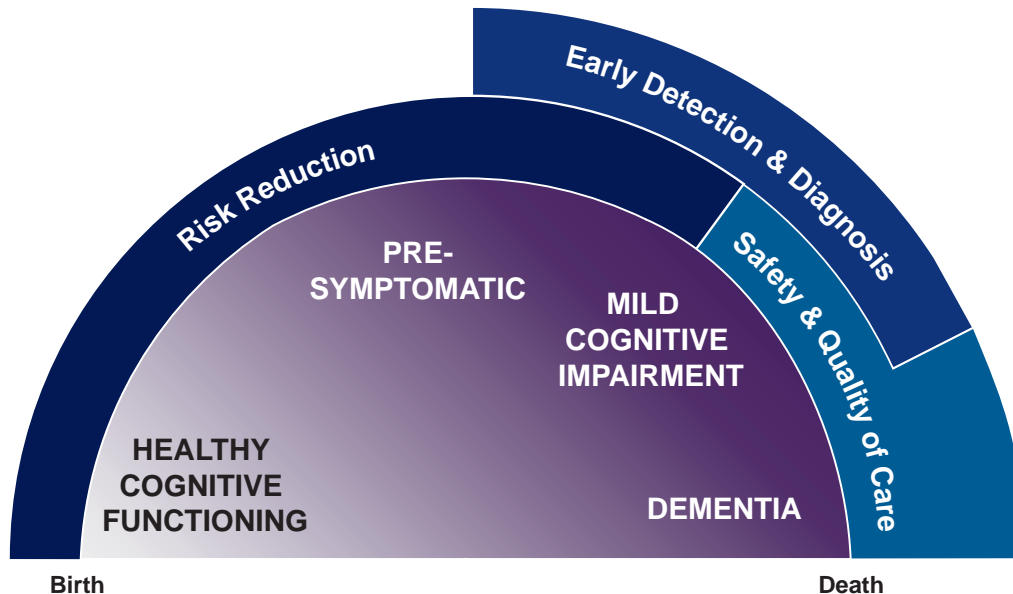 Early Detection & Diagnosis
Risk Reduction
Safety & Quality of Care
PRE-
SYMPTOMATIC
MILD
COGNITIVE
IMPAIRMENT
HEALTHY
COGNITIVE
FUNCTIONING
DEMENTIA
Birth
Death